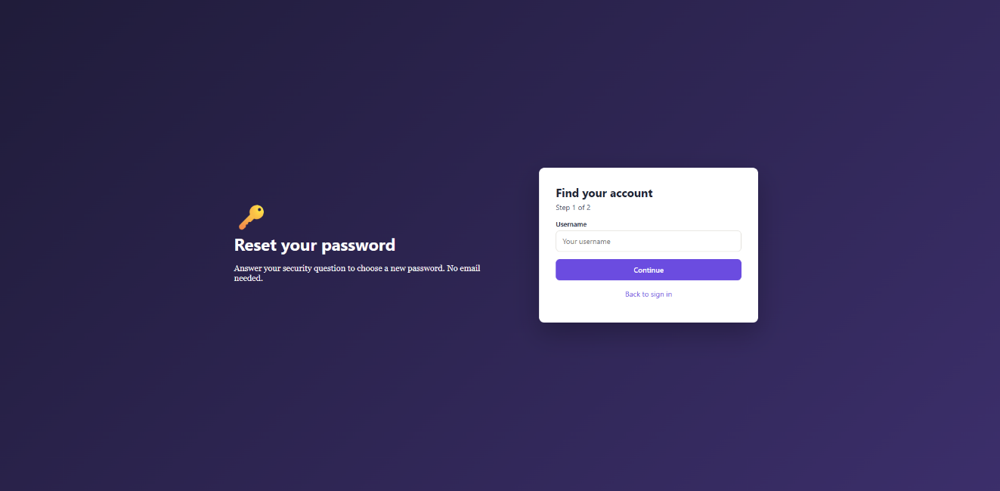 Reset your password
Answer your security question to choose a new password. No email
needed.
Find your account
Step 1 of 2
Username
Your username
Continue
Back to sign in